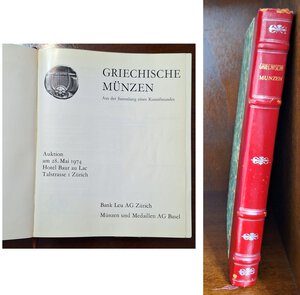 GRIECHISCHE
MÜNZEN
Aus der Sammlung eines Kunstfreundes
Auktion
am 28. Mai 1974
Hotel Baur au Lac
Talstrasse 1 Zürich
Bank Leu AG Zürich
Münzen und Medaillen AG Basel
GRIECHISCHE
MÜNZEN